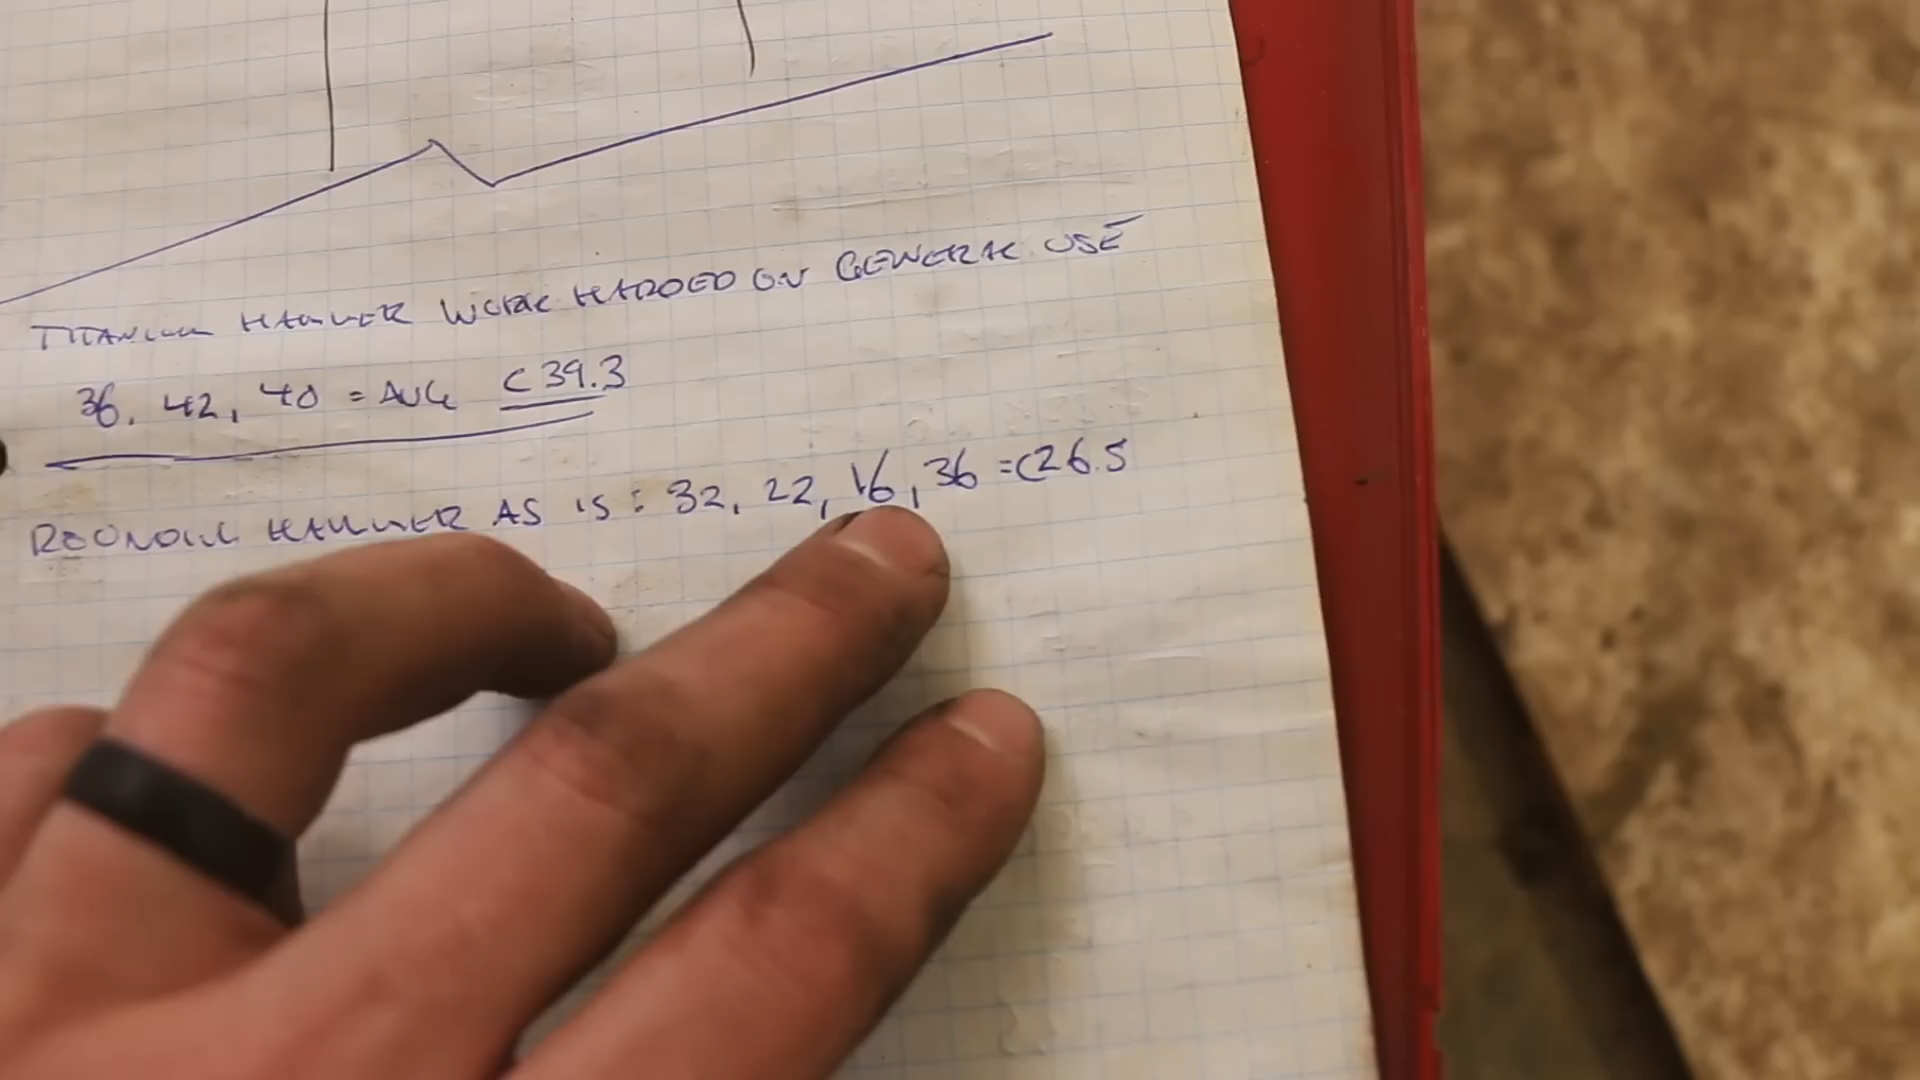 TITANIUM HAMMER WORK HARDED ON GENERAL USE
36, 42, 40 = AVG C39.3
ROUNDING HAMMER AS IS: 32, 22, 16, 36 = C26.5